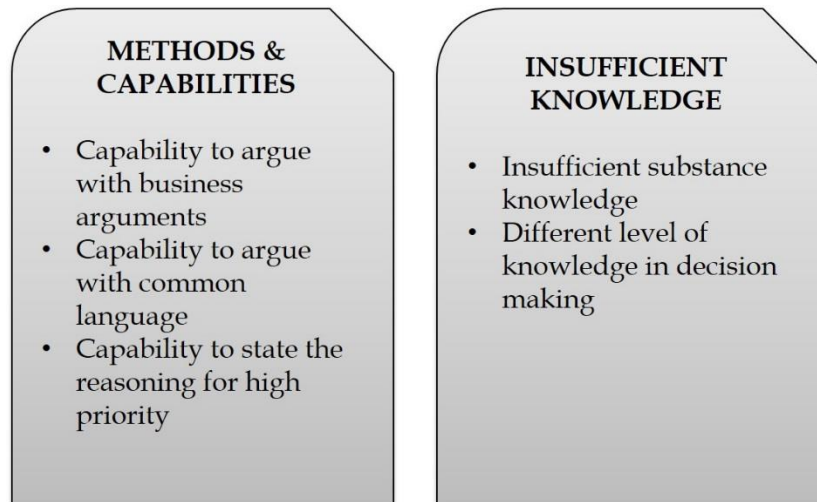 METHODS &
CAPABILITIES
• Capability to argue
with business
arguments
• Capability to argue
with common
language
• Capability to state the
reasoning for high
priority
INSUFFICIENT
KNOWLEDGE
• Insufficient substance
knowledge
• Different level of
knowledge in decision
making